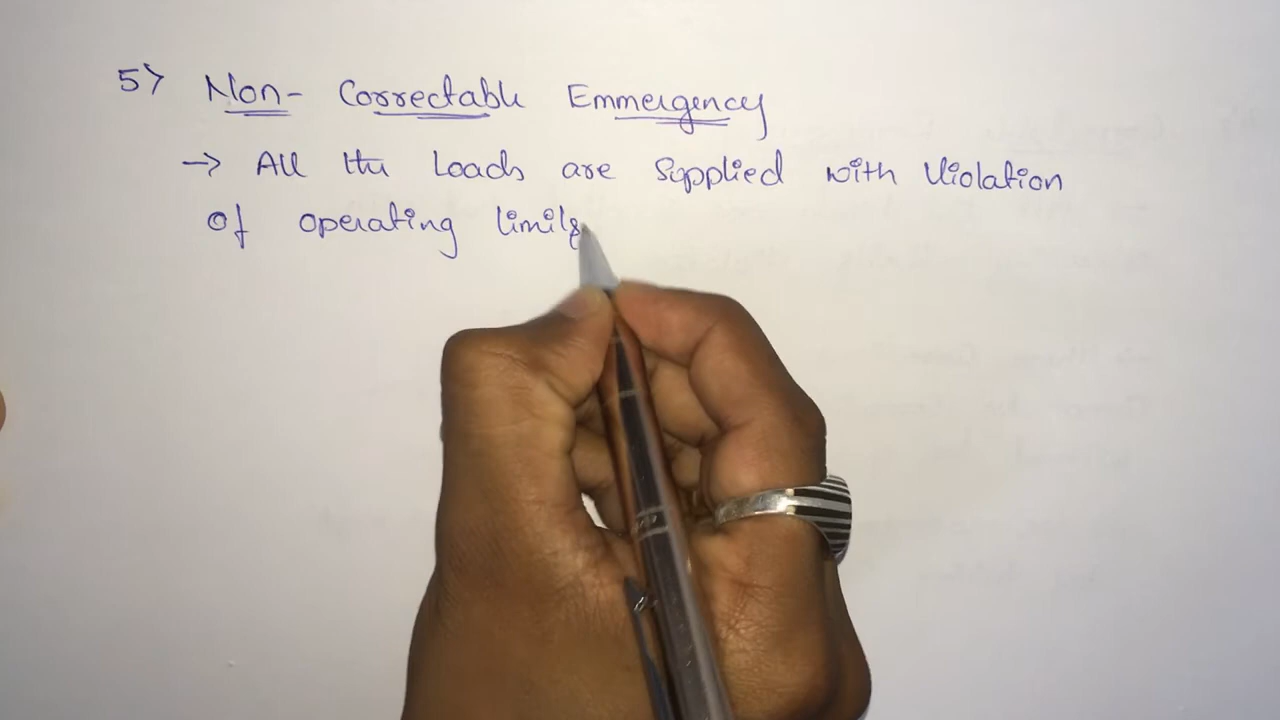 5> Non- Correctable Emmergency
→ All the Loads are Supplied with Violation
of operating limits